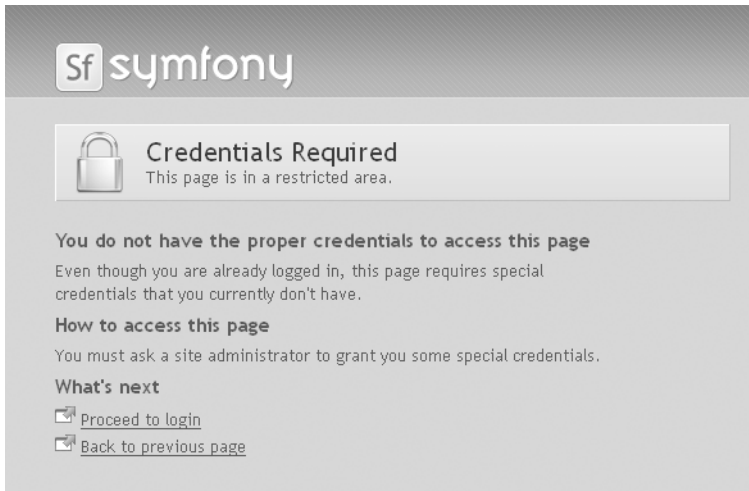 Sf symfony
Credentials Required
This page is in a restricted area.
You do not have the proper credentials to access this page
Even though you are already logged in, this page requires special
credentials that you currently don't have.
How to access this page
You must ask a site administrator to grant you some special credentials.
What's next
Proceed to login
Back to previous page